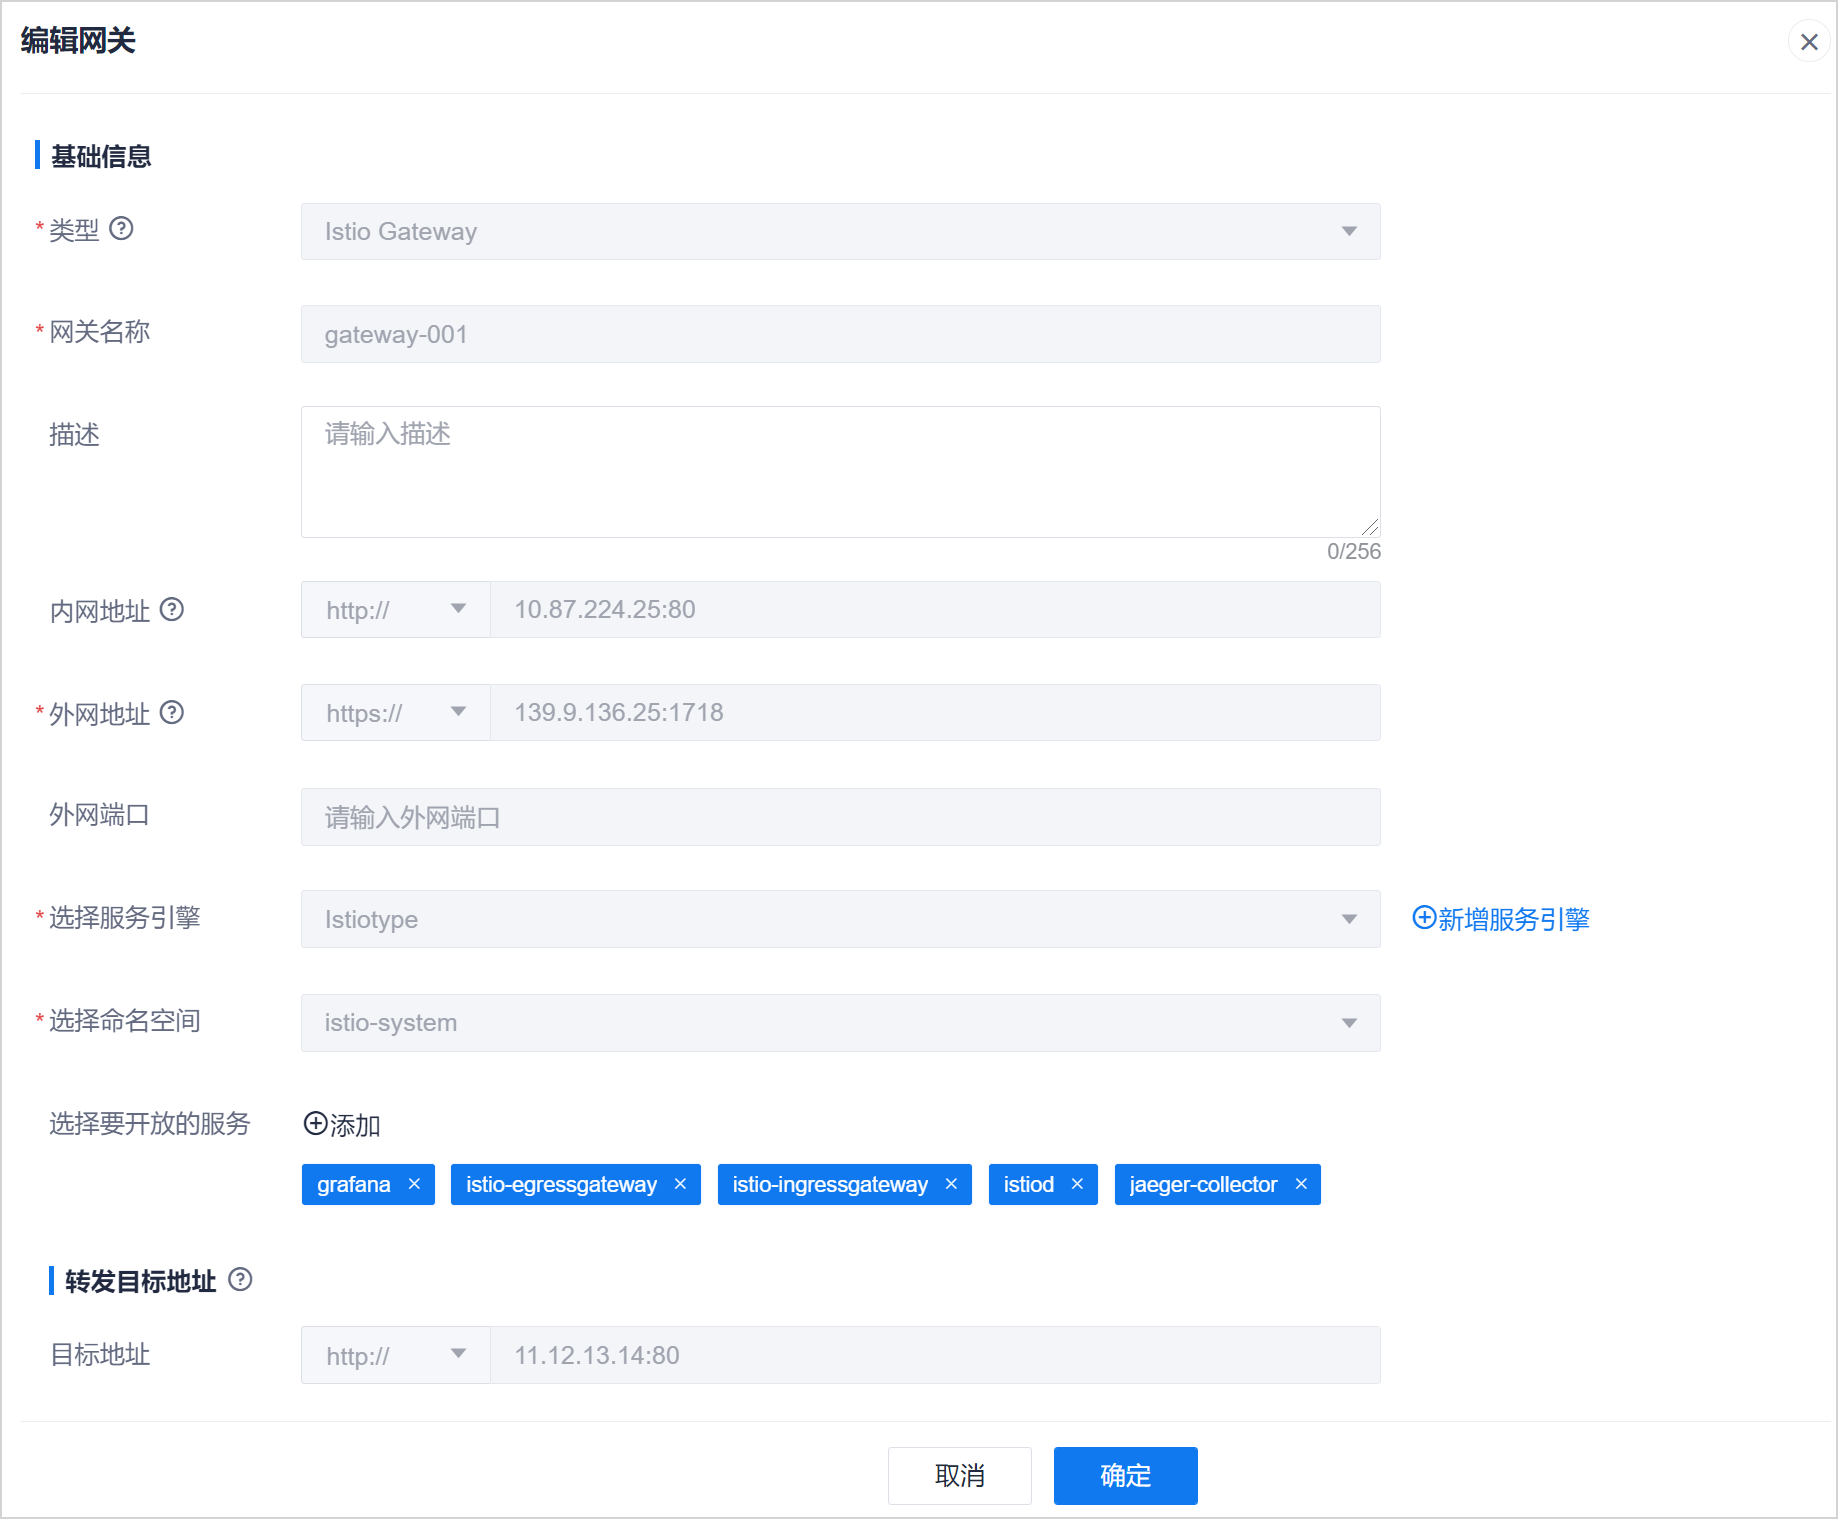 编辑网关
基础信息
* 类型 Istio Gateway
* 网关名称 gateway-001
描述 请输入描述
0/256
内网地址 http:// 10.87.224.25:80
* 外网地址 https:// 139.9.136.25:1718
外网端口 请输入外网端口
* 选择服务引擎 Istiotype 新增服务引擎
* 选择命名空间 istio-system
选择要开放的服务 添加
grafana × istio-egressgateway × istio-ingressgateway × istiod × jaeger-collector ×
转发目标地址
目标地址 http:// 11.12.13.14:80
取消 确定